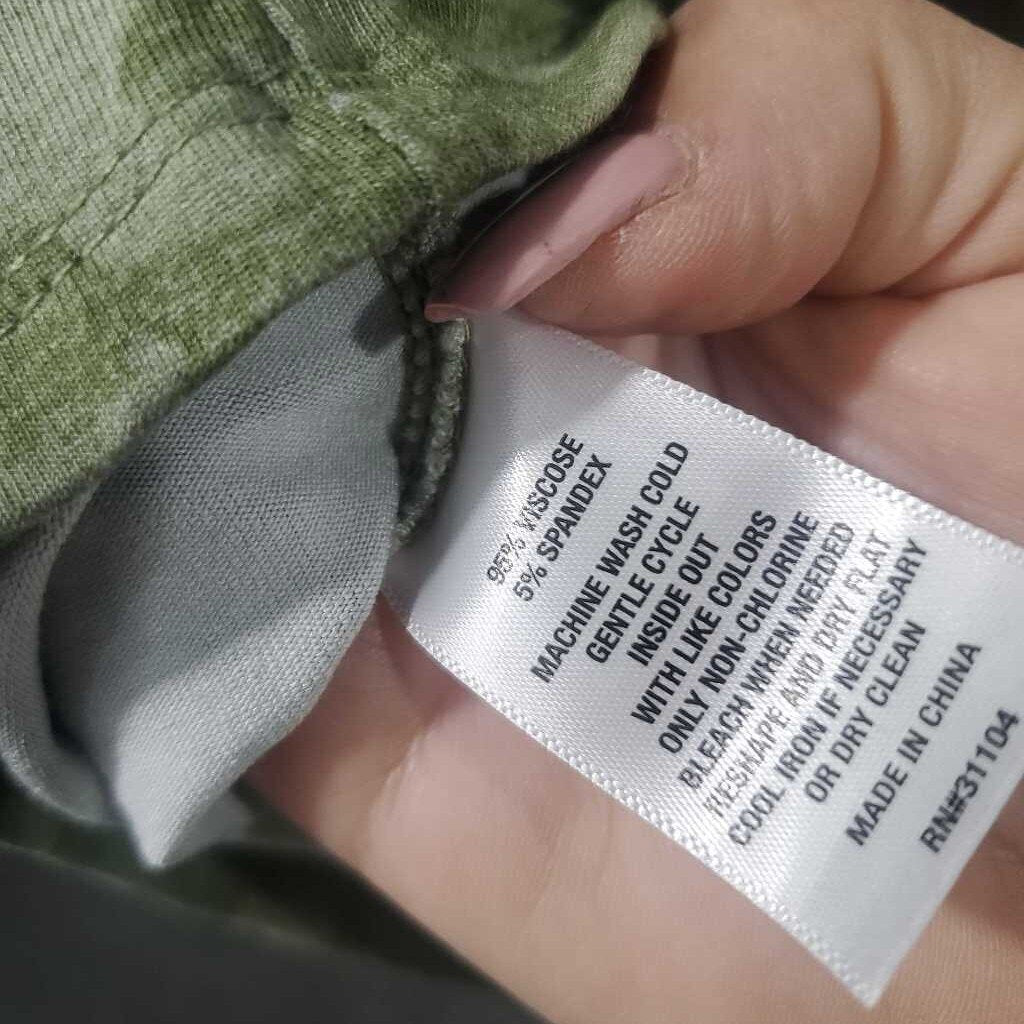 95% VISCOSE
5% SPANDEX
MACHINE WASH COLD
GENTLE CYCLE
INSIDE OUT
WITH LIKE COLORS
ONLY NON-CHLORINE
BLEACH WHEN NEEDED
RESHAPE AND DRY FLAT
COOL IRON IF NECESSARY
OR DRY CLEAN
MADE IN CHINA
RN#31104